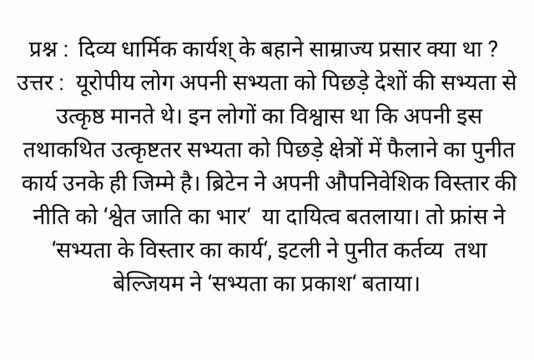 प्रश्न : दिव्य धार्मिक कार्यश् के बहाने साम्राज्य प्रसार क्या था ?
उत्तर : यूरोपीय लोग अपनी सभ्यता को पिछड़े देशों की सभ्यता से
उत्कृष्ठ मानते थे। इन लोगों का विश्वास था कि अपनी इस
तथाकथित उत्कृष्टतर सभ्यता को पिछड़े क्षेत्रों में फैलाने का पुनीत
कार्य उनके ही जिम्मे है। ब्रिटेन ने अपनी औपनिवेशिक विस्तार की
नीति को ‘श्वेत जाति का भार‘ या दायित्व बतलाया। तो फ्रांस ने
‘सभ्यता के विस्तार का कार्य‘, इटली ने पुनीत कर्तव्य तथा
बेल्जियम ने ‘सभ्यता का प्रकाश‘ बताया।